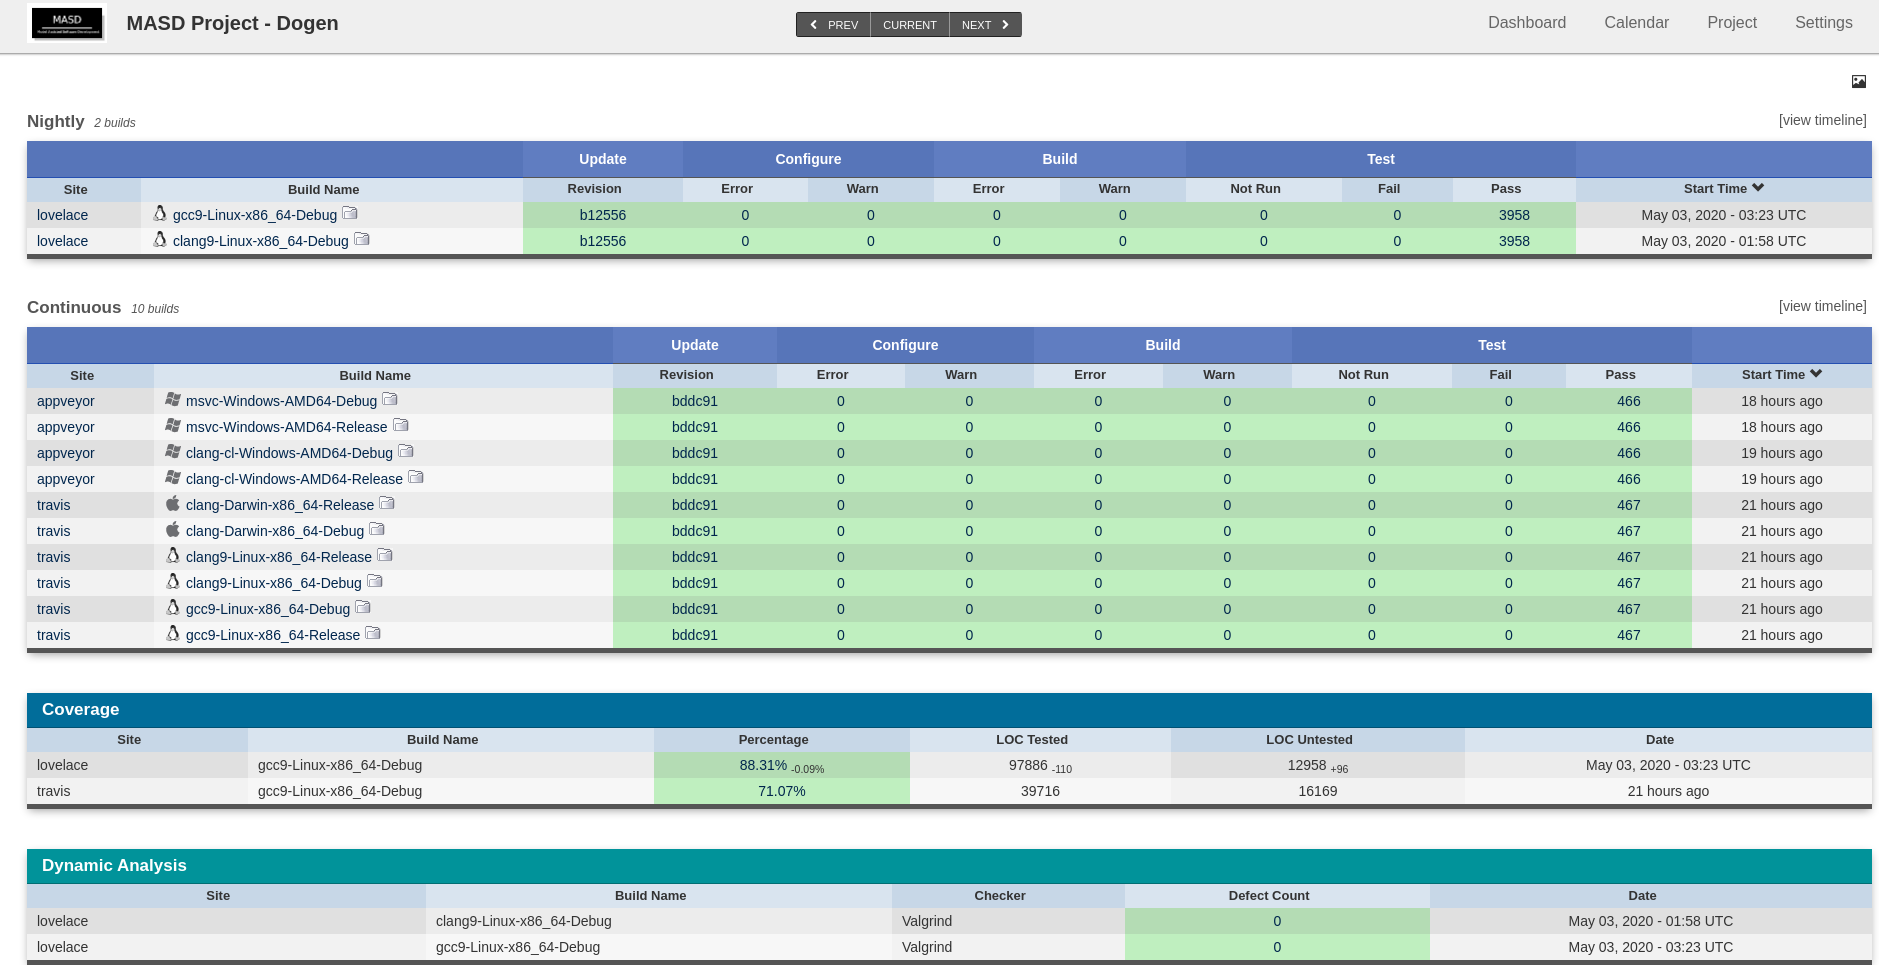 MASD
MASD Project - Dogen
PREV CURRENT NEXT
Dashboard Calendar Project Settings
Nightly 2 builds [view timeline]
Update Configure Build Test
Site Build Name Revision Error Warn Error Warn Not Run Fail Pass Start Time
lovelace gcc9-Linux-x86_64-Debug b12556 0 0 0 0 0 0 3958 May 03, 2020 - 03:23 UTC
lovelace clang9-Linux-x86_64-Debug b12556 0 0 0 0 0 0 3958 May 03, 2020 - 01:58 UTC
Continuous 10 builds [view timeline]
Update Configure Build Test
Site Build Name Revision Error Warn Error Warn Not Run Fail Pass Start Time
appveyor msvc-Windows-AMD64-Debug bddc91 0 0 0 0 0 0 466 18 hours ago
appveyor msvc-Windows-AMD64-Release bddc91 0 0 0 0 0 0 466 18 hours ago
appveyor clang-cl-Windows-AMD64-Debug bddc91 0 0 0 0 0 0 466 19 hours ago
appveyor clang-cl-Windows-AMD64-Release bddc91 0 0 0 0 0 0 466 19 hours ago
travis clang-Darwin-x86_64-Release bddc91 0 0 0 0 0 0 467 21 hours ago
travis clang-Darwin-x86_64-Debug bddc91 0 0 0 0 0 0 467 21 hours ago
travis clang9-Linux-x86_64-Release bddc91 0 0 0 0 0 0 467 21 hours ago
travis clang9-Linux-x86_64-Debug bddc91 0 0 0 0 0 0 467 21 hours ago
travis gcc9-Linux-x86_64-Debug bddc91 0 0 0 0 0 0 467 21 hours ago
travis gcc9-Linux-x86_64-Release bddc91 0 0 0 0 0 0 467 21 hours ago
Coverage
Site Build Name Percentage LOC Tested LOC Untested Date
lovelace gcc9-Linux-x86_64-Debug 88.31% -0.09% 97886 -110 12958 +96 May 03, 2020 - 03:23 UTC
travis gcc9-Linux-x86_64-Debug 71.07% 39716 16169 21 hours ago
Dynamic Analysis
Site Build Name Checker Defect Count Date
lovelace clang9-Linux-x86_64-Debug Valgrind 0 May 03, 2020 - 01:58 UTC
lovelace gcc9-Linux-x86_64-Debug Valgrind 0 May 03, 2020 - 03:23 UTC